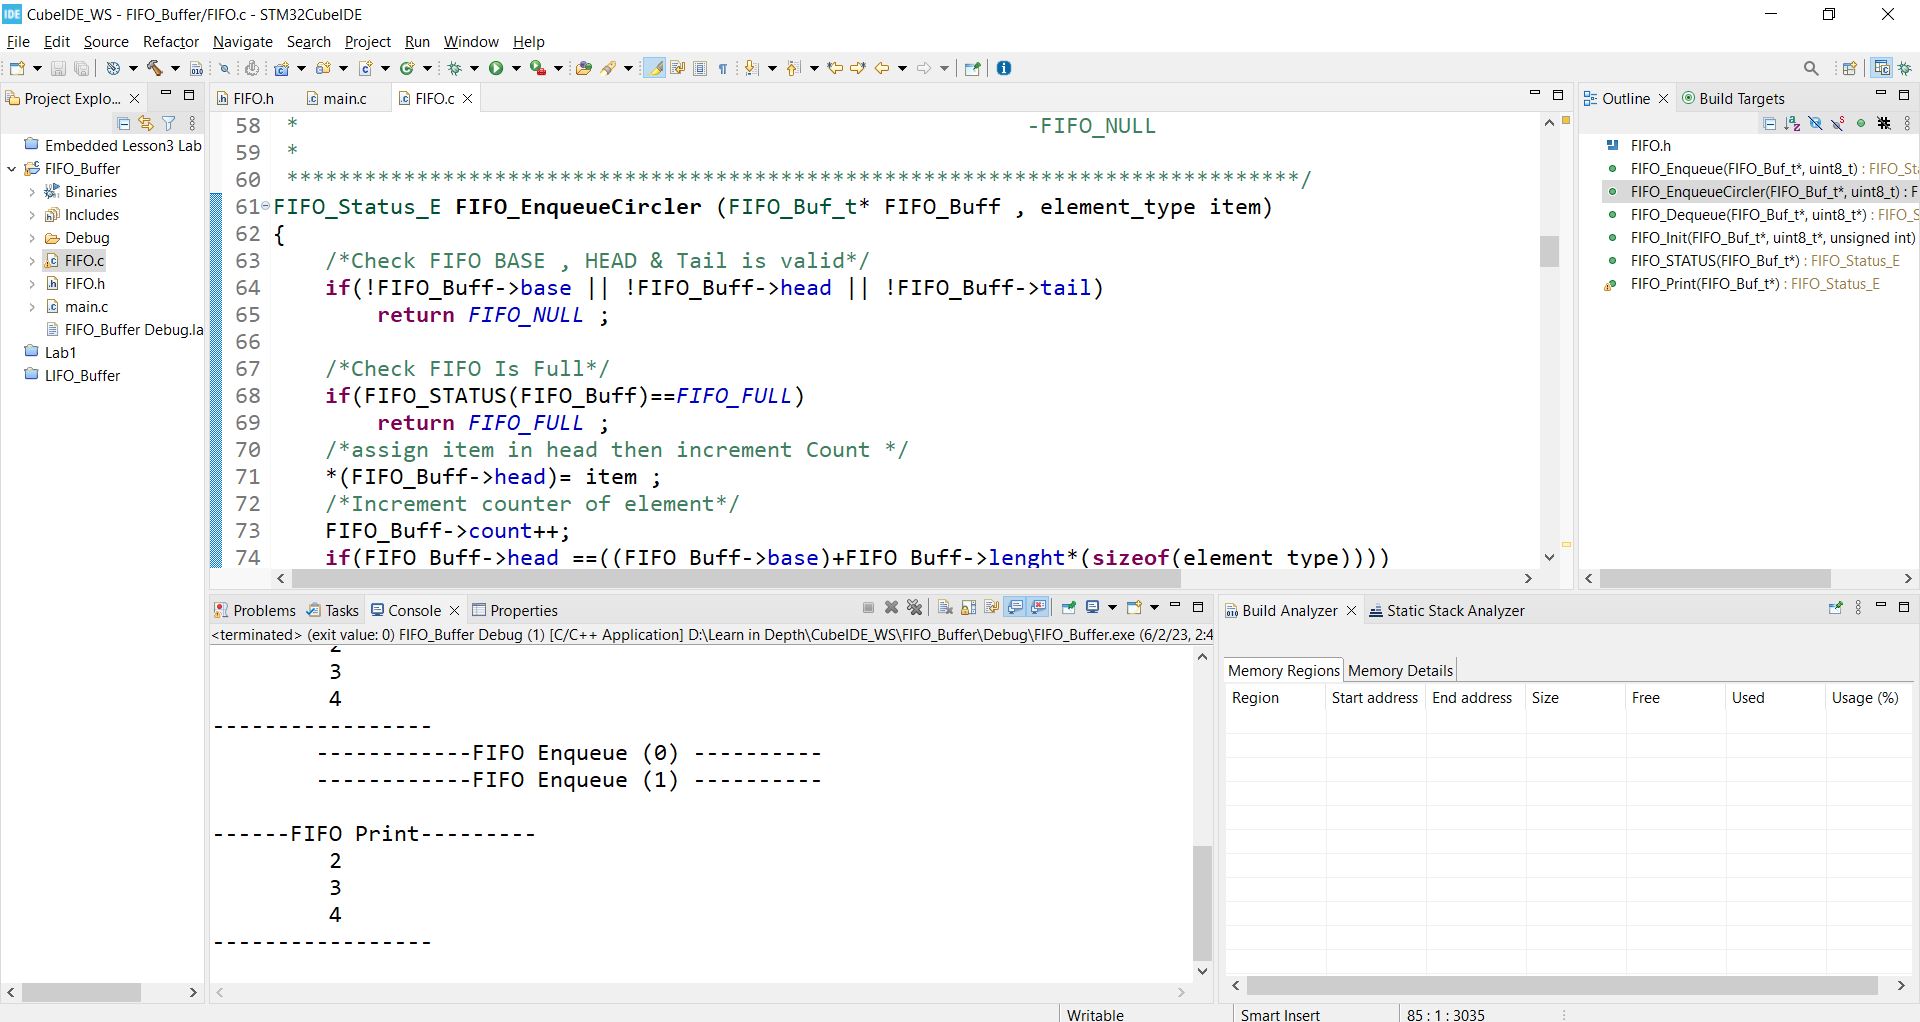 IDE CubeIDE_WS - FIFO_Buffer/FIFO.c - STM32CubeIDE
File Edit Source Refactor Navigate Search Project Run Window Help
Project Explo...
Embedded Lesson3 Lab
FIFO_Buffer
Binaries
Includes
Debug
FIFO.c
FIFO.h
main.c
FIFO_Buffer Debug.la
Lab1
LIFO_Buffer
FIFO.h main.c FIFO.c
58 * -FIFO_NULL
59 *
60 ******************************************************************************/
61 FIFO_Status_E FIFO_EnqueueCircler (FIFO_Buf_t* FIFO_Buff , element_type item)
62 {
63 /*Check FIFO BASE , HEAD & Tail is valid*/
64 if(!FIFO_Buff->base || !FIFO_Buff->head || !FIFO_Buff->tail)
65 return FIFO_NULL ;
66
67 /*Check FIFO Is Full*/
68 if(FIFO_STATUS(FIFO_Buff)==FIFO_FULL)
69 return FIFO_FULL ;
70 /*assign item in head then increment Count */
71 *(FIFO_Buff->head)= item ;
72 /*Increment counter of element*/
73 FIFO_Buff->count++;
74 if(FIFO_Buff->head ==((FIFO_Buff->base)+FIFO_Buff->lenght*(sizeof(element_type))))
Outline Build Targets
FIFO.h
FIFO_Enqueue(FIFO_Buf_t*, uint8_t) : FIFO_St
FIFO_EnqueueCircler(FIFO_Buf_t*, uint8_t) : F
FIFO_Dequeue(FIFO_Buf_t*, uint8_t*) : FIFO_S
FIFO_Init(FIFO_Buf_t*, uint8_t*, unsigned int)
FIFO_STATUS(FIFO_Buf_t*) : FIFO_Status_E
FIFO_Print(FIFO_Buf_t*) : FIFO_Status_E
Problems Tasks Console Properties
<terminated> (exit value: 0) FIFO_Buffer Debug (1) [C/C++ Application] D:\Learn in Depth\CubeIDE_WS\FIFO_Buffer\Debug\FIFO_Buffer.exe (6/2/23, 2:4
2
3
4
-----------------
------------FIFO Enqueue (0) ----------
------------FIFO Enqueue (1) ----------
------FIFO Print---------
2
3
4
-----------------
Build Analyzer Static Stack Analyzer
Memory Regions Memory Details
Region Start address End address Size Free Used Usage (%)
Writable Smart Insert 85 : 1 : 3035